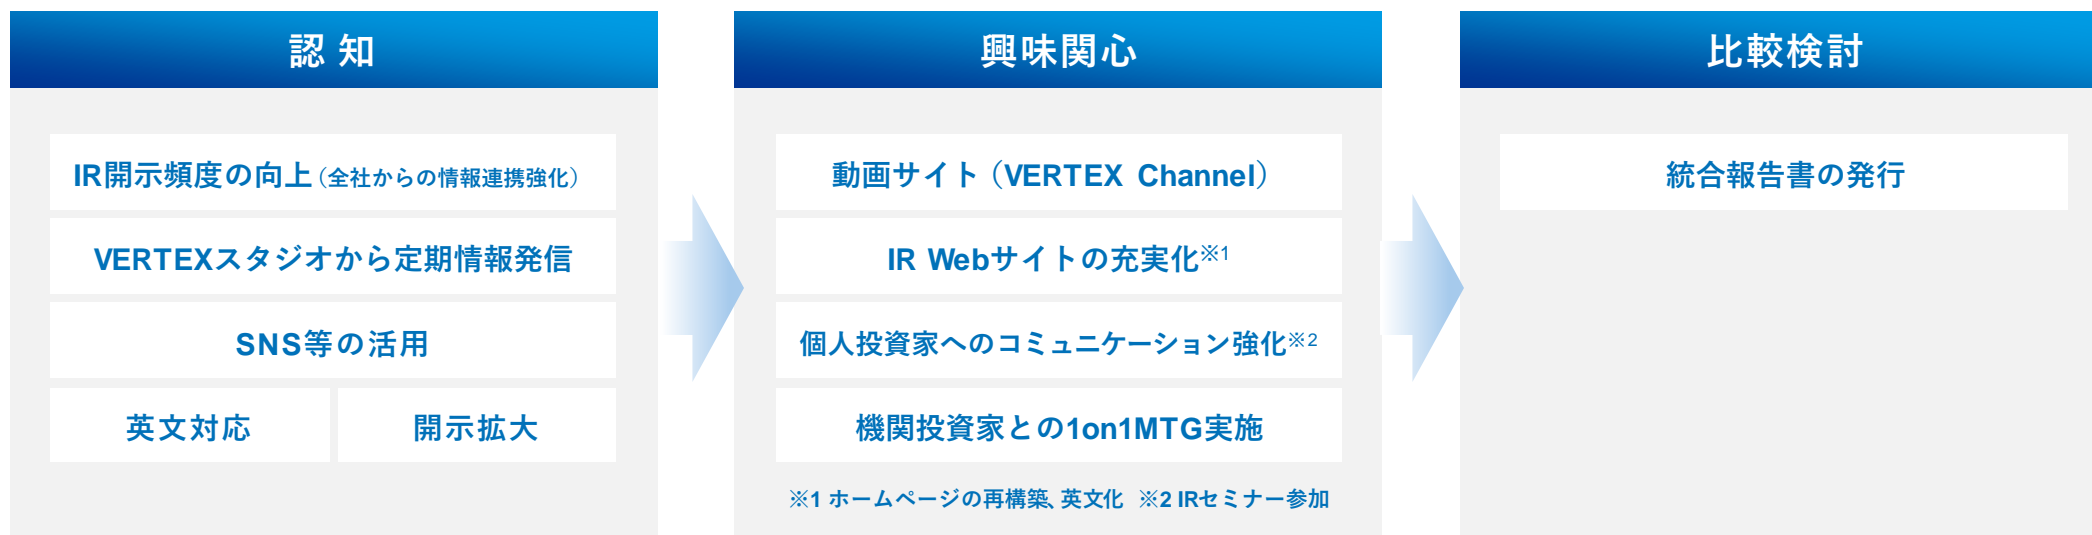 認知
IR開示頻度の向上（全社からの情報連携強化）
VERTEXスタジオから定期情報発信
SNS等の活用
英文対応
開示拡大
興味関心
動画サイト（VERTEX Channel）
IR Webサイトの充実化※1
個人投資家へのコミュニケーション強化※2
機関投資家との1on1MTG実施
※1 ホームページの再構築、英文化 ※2 IRセミナー参加
比較検討
統合報告書の発行